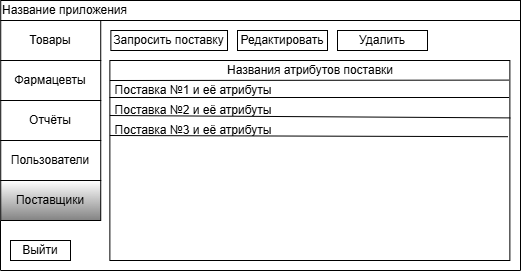 Название приложения
Товары
Фармацевты
Отчёты
Пользователи
Поставщики
Выйти
Запросить поставку
Редактировать
Удалить
Названия атрибутов поставки
Поставка №1 и её атрибуты
Поставка №2 и её атрибуты
Поставка №3 и её атрибуты